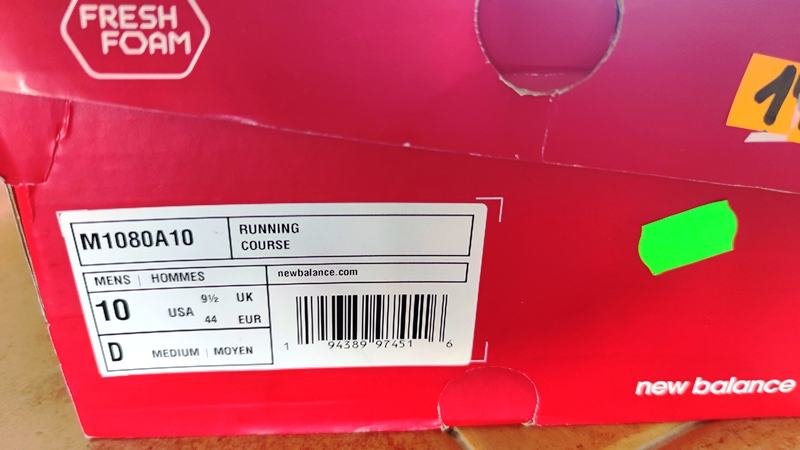 FRESH
FOAM
M1080A10
RUNNING
COURSE
MENS | HOMMES
newbalance.com
10 USA 9½ UK
44 EUR
D MEDIUM | MOYEN
1 94389 97451 6
new balance